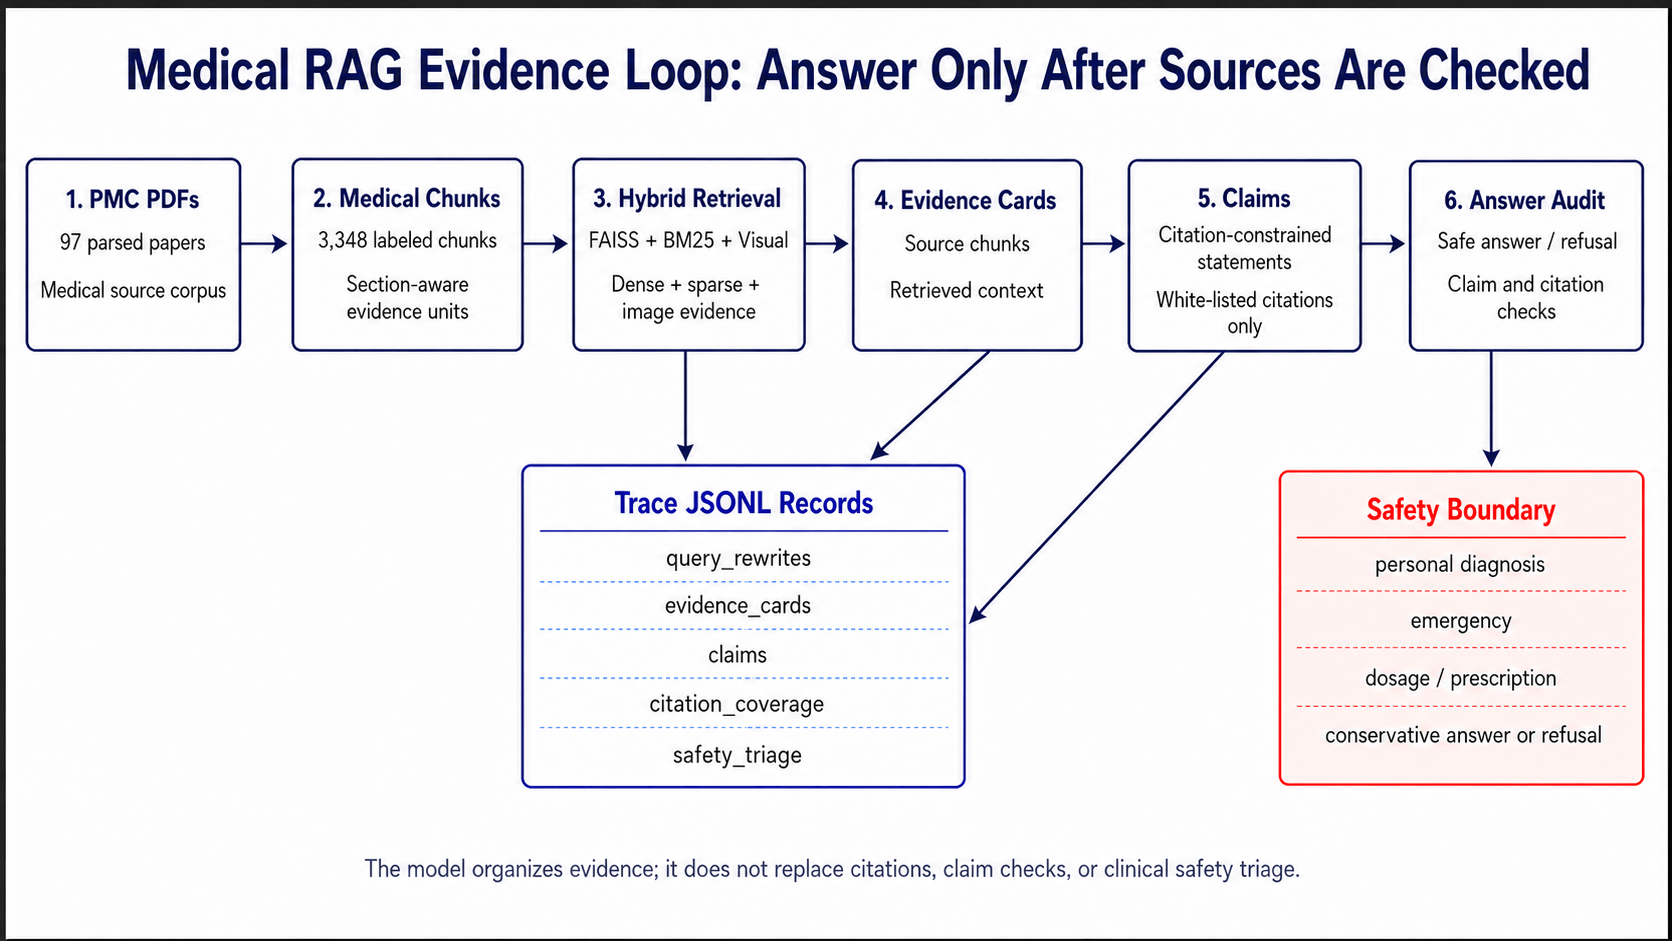 Medical RAG Evidence Loop: Answer Only After Sources Are Checked
1. PMC PDFs
97 parsed papers
Medical source corpus
2. Medical Chunks
3,348 labeled chunks
Section-aware
evidence units
3. Hybrid Retrieval
FAISS + BM25 + Visual
Dense + sparse +
image evidence
4. Evidence Cards
Source chunks
Retrieved context
5. Claims
Citation-constrained
statements
White-listed citations
only
6. Answer Audit
Safe answer / refusal
Claim and citation
checks
Trace JSONL Records
query_rewrites
evidence_cards
claims
citation_coverage
safety_triage
Safety Boundary
personal diagnosis
emergency
dosage / prescription
conservative answer or refusal
The model organizes evidence; it does not replace citations, claim checks, or clinical safety triage.